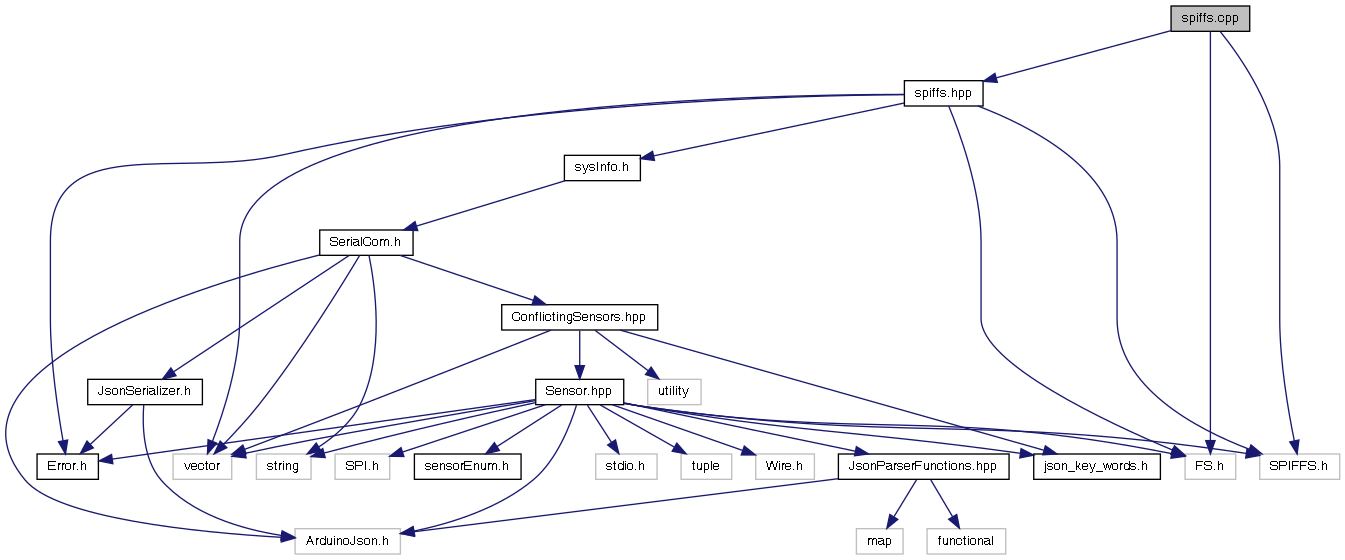 spiffs.cpp
spiffs.hpp
sysInfo.h
SerialCom.h
ConflictingSensors.hpp
JsonSerializer.h
Sensor.hpp
utility
Error.h
vector
string
SPI.h
sensorEnum.h
stdio.h
tuple
Wire.h
JsonParserFunctions.hpp
json_key_words.h
FS.h
SPIFFS.h
ArduinoJson.h
map
functional